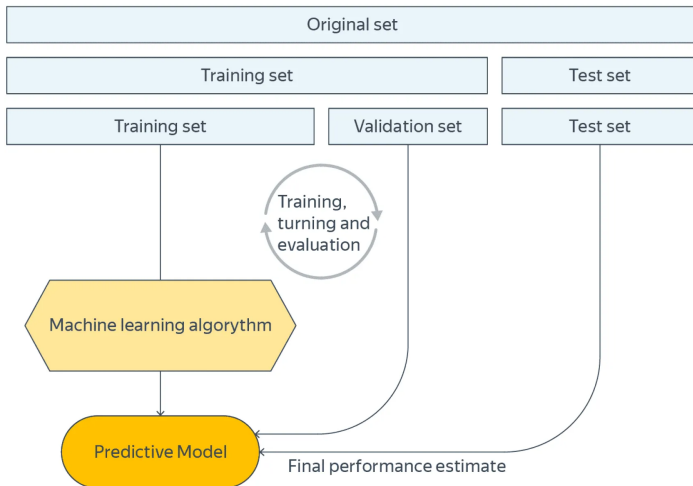 Original set
Training set
Test set
Training set
Validation set
Test set
Training,
turning and
evaluation
Machine learning algorythm
Predictive Model
Final performance estimate